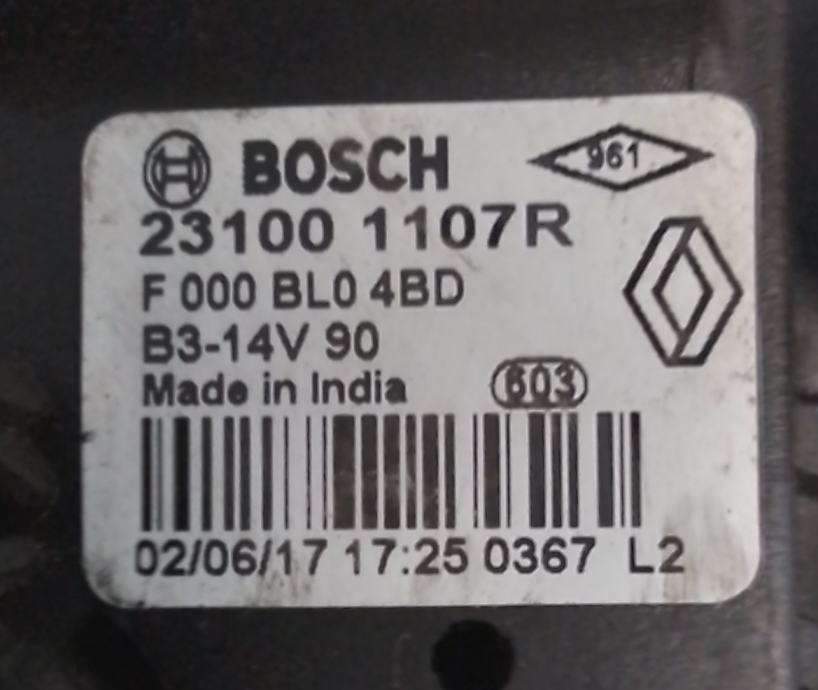 BOSCH 961
23100 1107R
F 000 BL0 4BD
B3-14V 90
Made in India 603
02/06/17 17:25 0367 L2